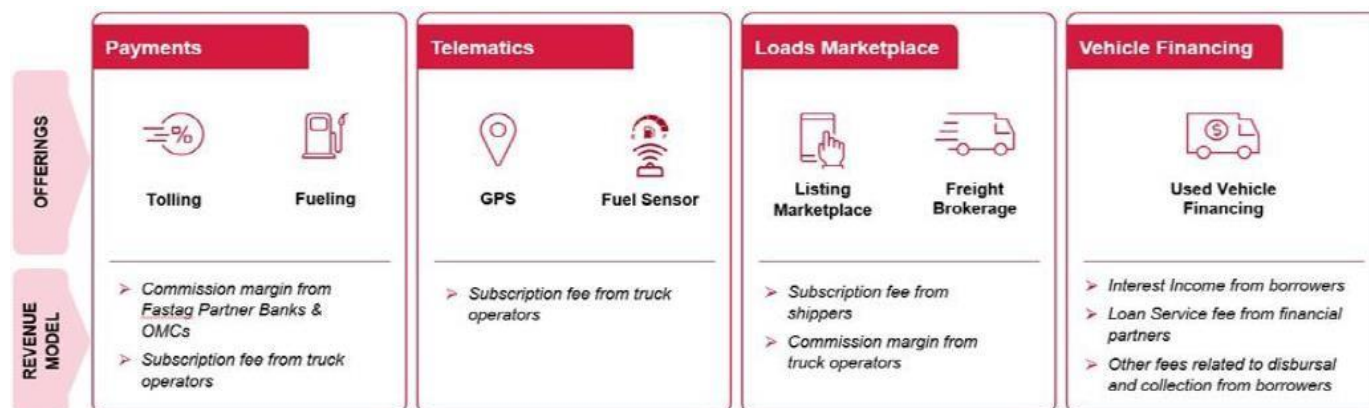 Payments
Telematics
Loads Marketplace
Vehicle Financing
OFFERINGS
%
$
Tolling
Fueling
GPS
Fuel Sensor
Listing
Marketplace
Freight
Brokerage
Used Vehicle
Financing
REVENUE
MODEL
➢ Commission margin from
Fastag Partner Banks &
OMCs
➢ Subscription fee from truck
operators
➢ Subscription fee from truck
operators
➢ Subscription fee from
shippers
➢ Commission margin from
truck operators
➢ Interest Income from borrowers
➢ Loan Service fee from financial
partners
➢ Other fees related to disbursal
and collection from borrowers